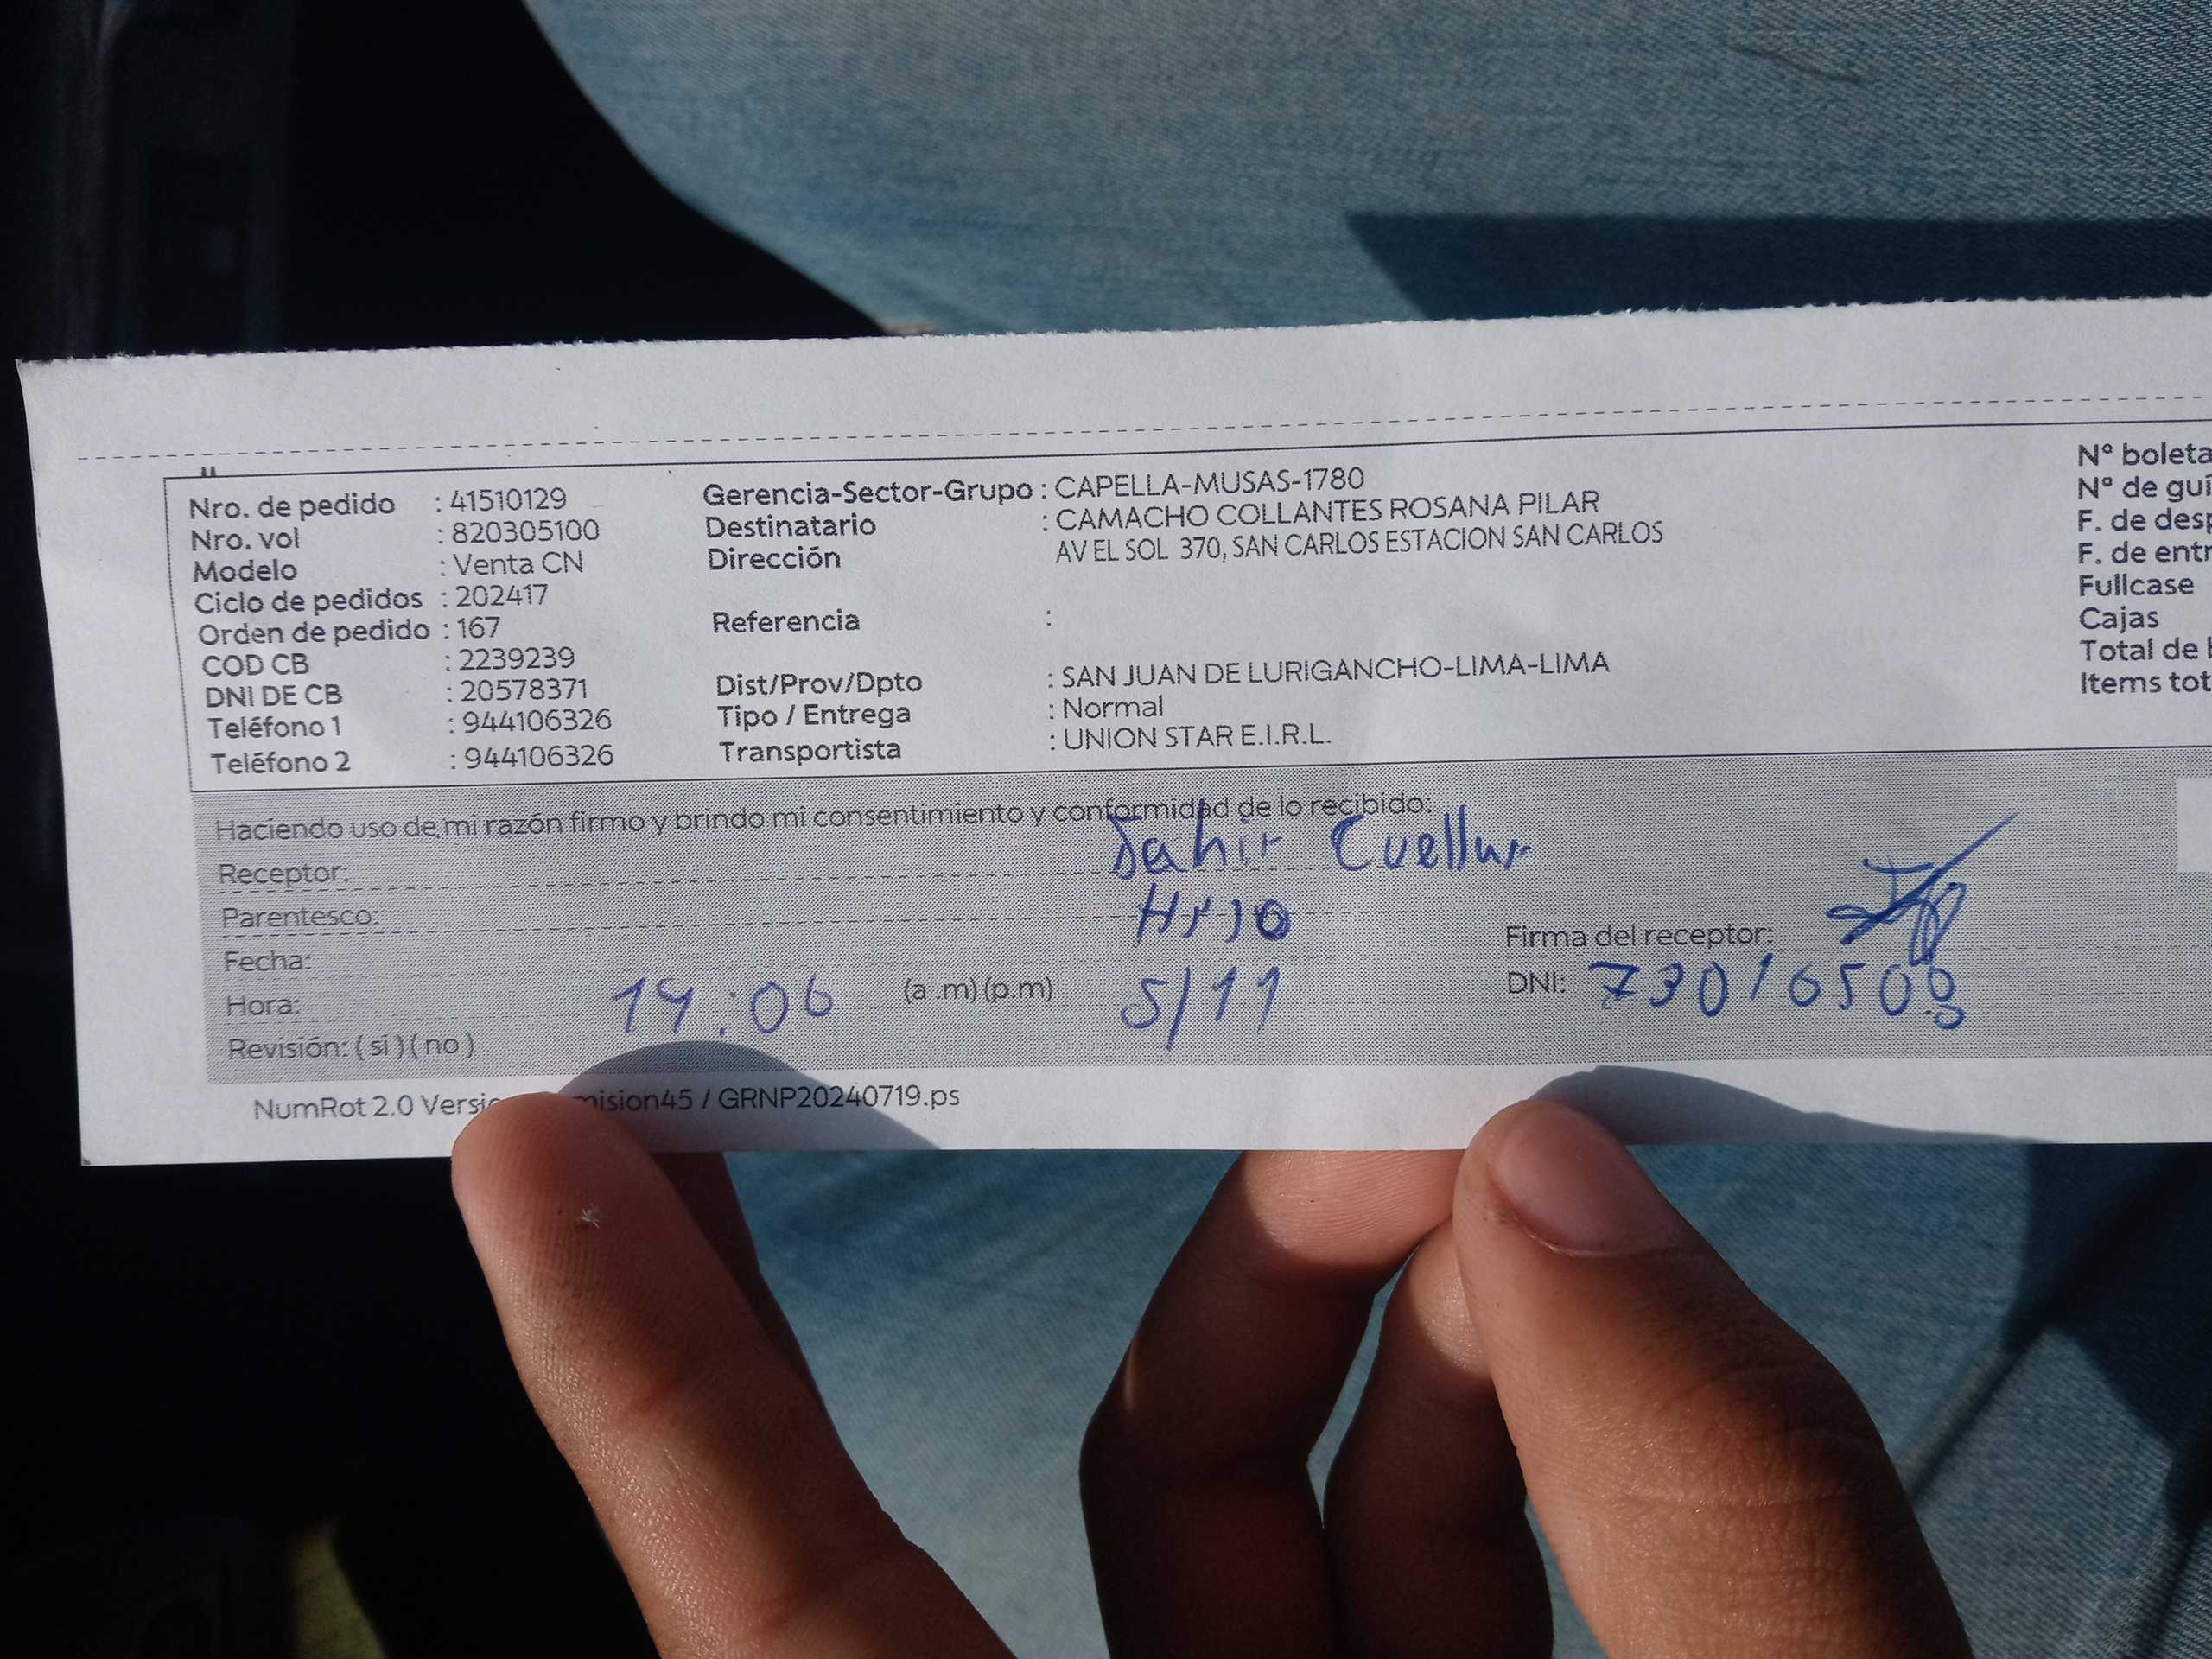 Nro. de pedido : 41510129
Nro. vol : 820305100
Modelo : Venta CN
Ciclo de pedidos : 202417
Orden de pedido : 167
COD CB : 2239239
DNI DE CB : 20578371
Teléfono 1 : 944106326
Teléfono 2 : 944106326
Gerencia-Sector-Grupo : CAPELLA-MUSAS-1780
Destinatario : CAMACHO COLLANTES ROSANA PILAR
Dirección AV EL SOL 370, SAN CARLOS ESTACION SAN CARLOS
Referencia :
Dist/Prov/Dpto : SAN JUAN DE LURIGANCHO-LIMA-LIMA
Tipo / Entrega : Normal
Transportista : UNION STAR E.I.R.L.
Nº boleta
Nº de guí
F. de desp
F. de entr
Fullcase
Cajas
Total de
Items tot
Haciendo uso de mi razón firmo y brindo mi consentimiento y conformidad de lo recibido:
Receptor: Cuellar
Parentesco: Hijo
Fecha: 5/11
Hora: 14:06 (a .m) (p.m)
Revisión: ( si ) ( no )
Firma del receptor:
DNI:
NumRot 2.0 / GRNP20240719.ps